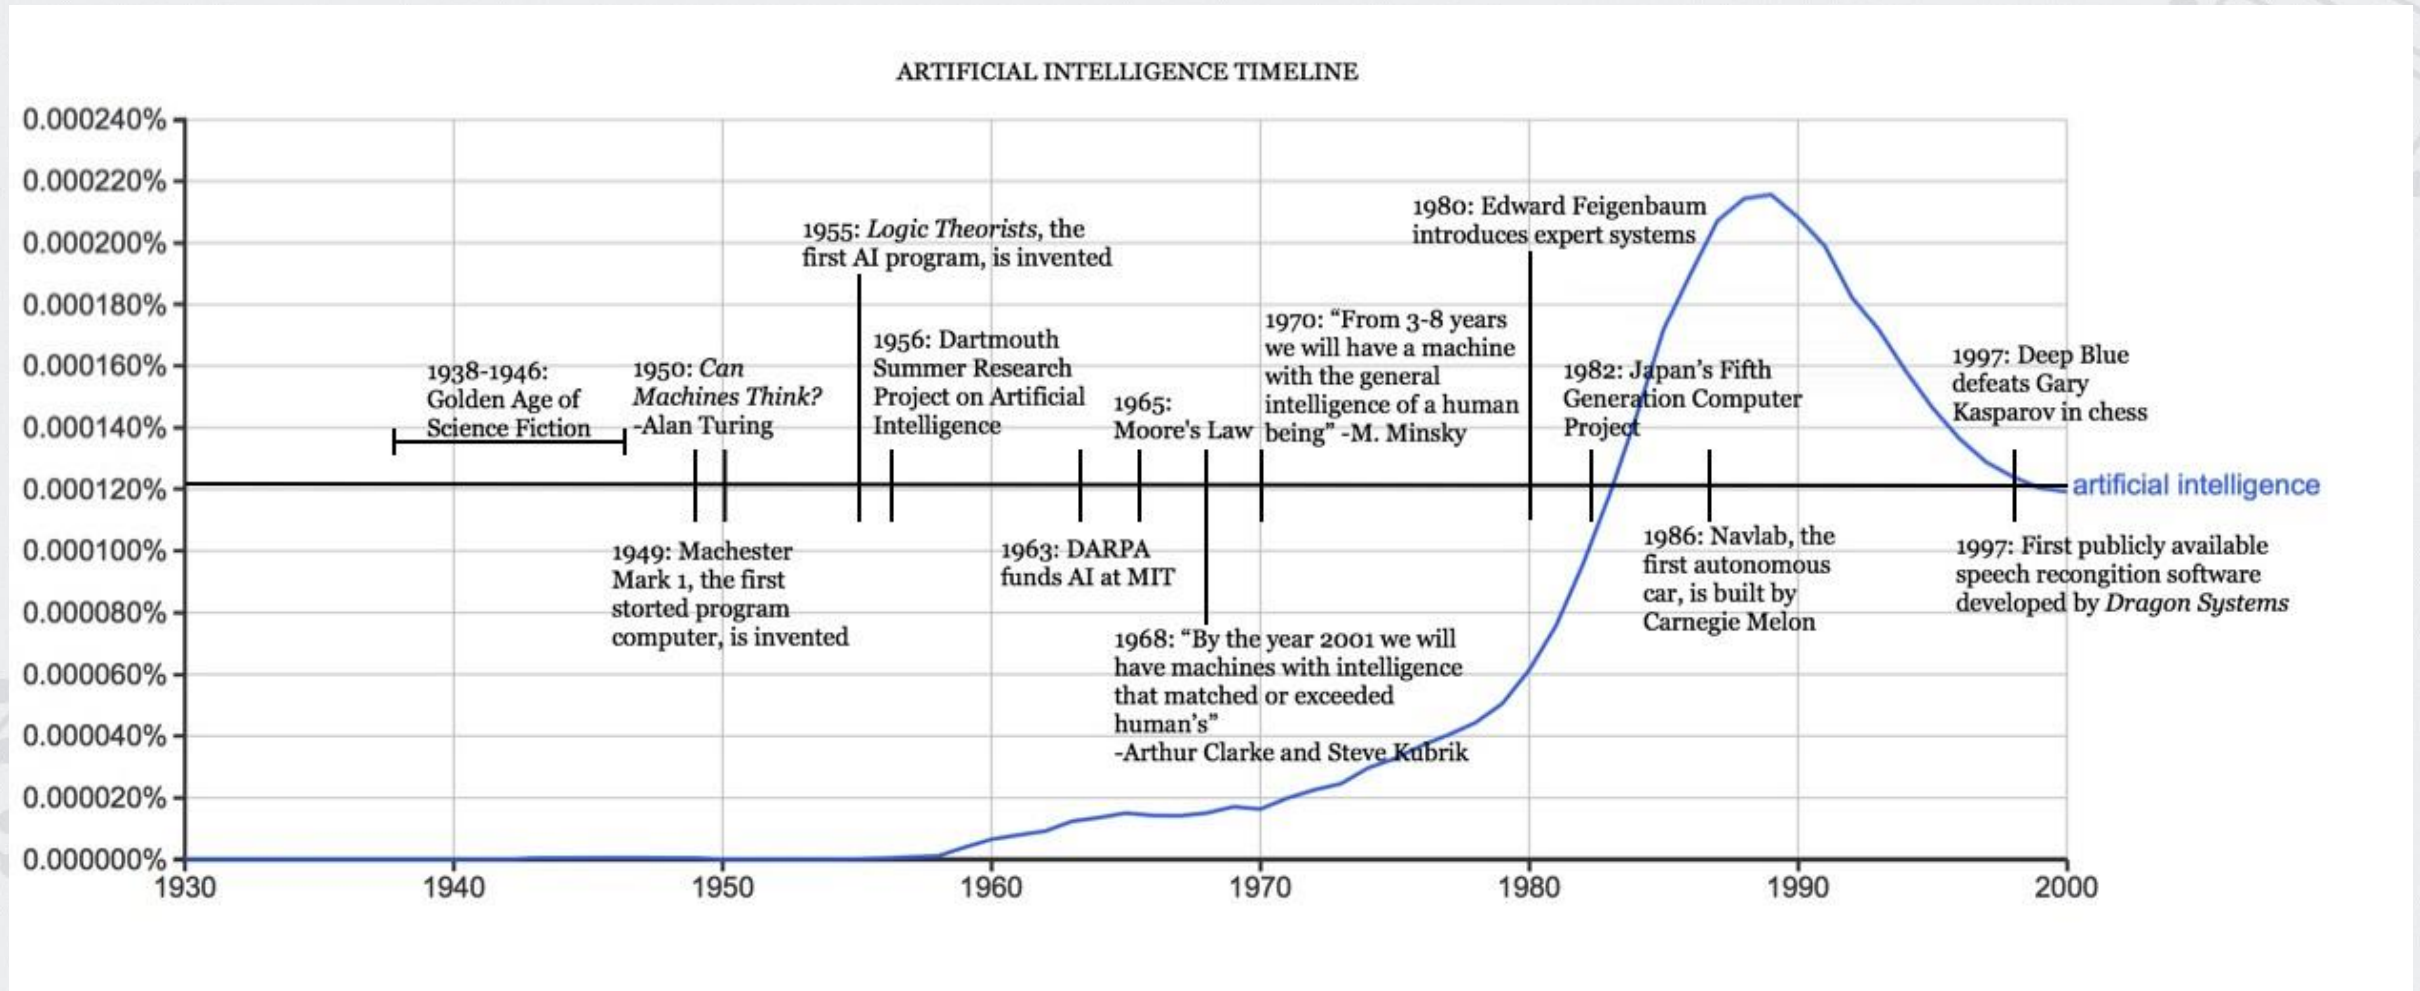 ARTIFICIAL INTELLIGENCE TIMELINE
0.000240%
0.000220%
0.000200%
0.000180%
0.000160%
0.000140%
0.000120%
0.000100%
0.000080%
0.000060%
0.000040%
0.000020%
0.000000%
1938-1946:
Golden Age of
Science Fiction
1950: Can
Machines Think?
-Alan Turing
1949: Machester
Mark 1, the first
storted program
computer, is invented
1955: Logic Theorists, the
first AI program, is invented
1956: Dartmouth
Summer Research
Project on Artificial
Intelligence
1963: DARPA
funds AI at MIT
1965:
Moore's Law
1968: “By the year 2001 we will
have machines with intelligence
that matched or exceeded
human’s”
-Arthur Clarke and Steve Kubrik
1970: “From 3-8 years
we will have a machine
with the general
intelligence of a human
being” -M. Minsky
1980: Edward Feigenbaum
introduces expert systems
1982: Japan’s Fifth
Generation Computer
Project
1986: Navlab, the
first autonomous
car, is built by
Carnegie Melon
1997: Deep Blue
defeats Gary
Kasparov in chess
artificial intelligence
1997: First publicly available
speech recongition software
developed by Dragon Systems
1930 1940 1950 1960 1970 1980 1990 2000